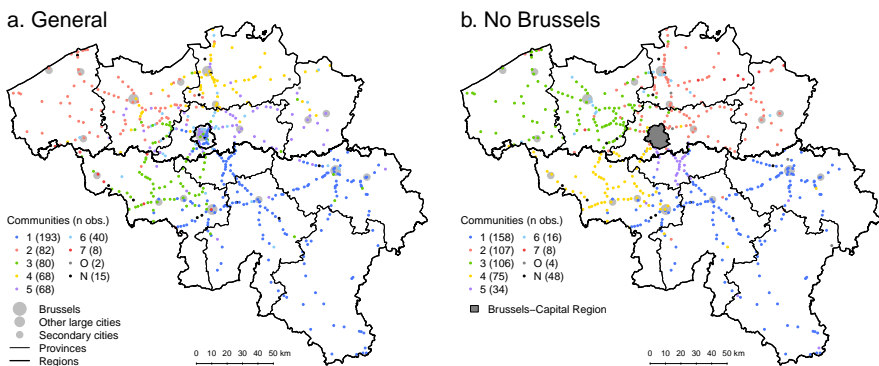 a. General
Communities (n obs.)
1 (193)
2 (82)
3 (80)
4 (68)
5 (68)
6 (40)
7 (8)
O (2)
N (15)
Brussels
Other large cities
Secondary cities
Provinces
Regions
0 10 20 30 40 50 km
b. No Brussels
Communities (n obs.)
1 (158)
2 (107)
3 (106)
4 (75)
5 (34)
6 (16)
7 (8)
O (4)
N (48)
Brussels−Capital Region
0 10 20 30 40 50 km